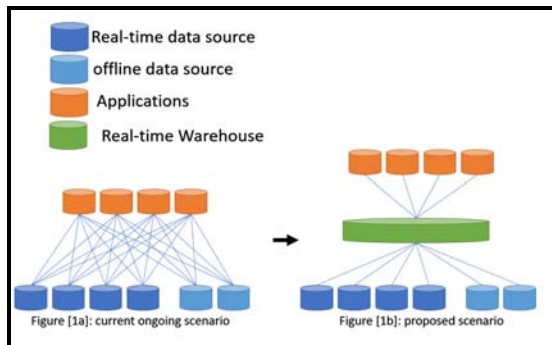 Real-time data source
offline data source
Applications
Real-time Warehouse
Figure [1a]: current ongoing scenario
Figure [1b]: proposed scenario